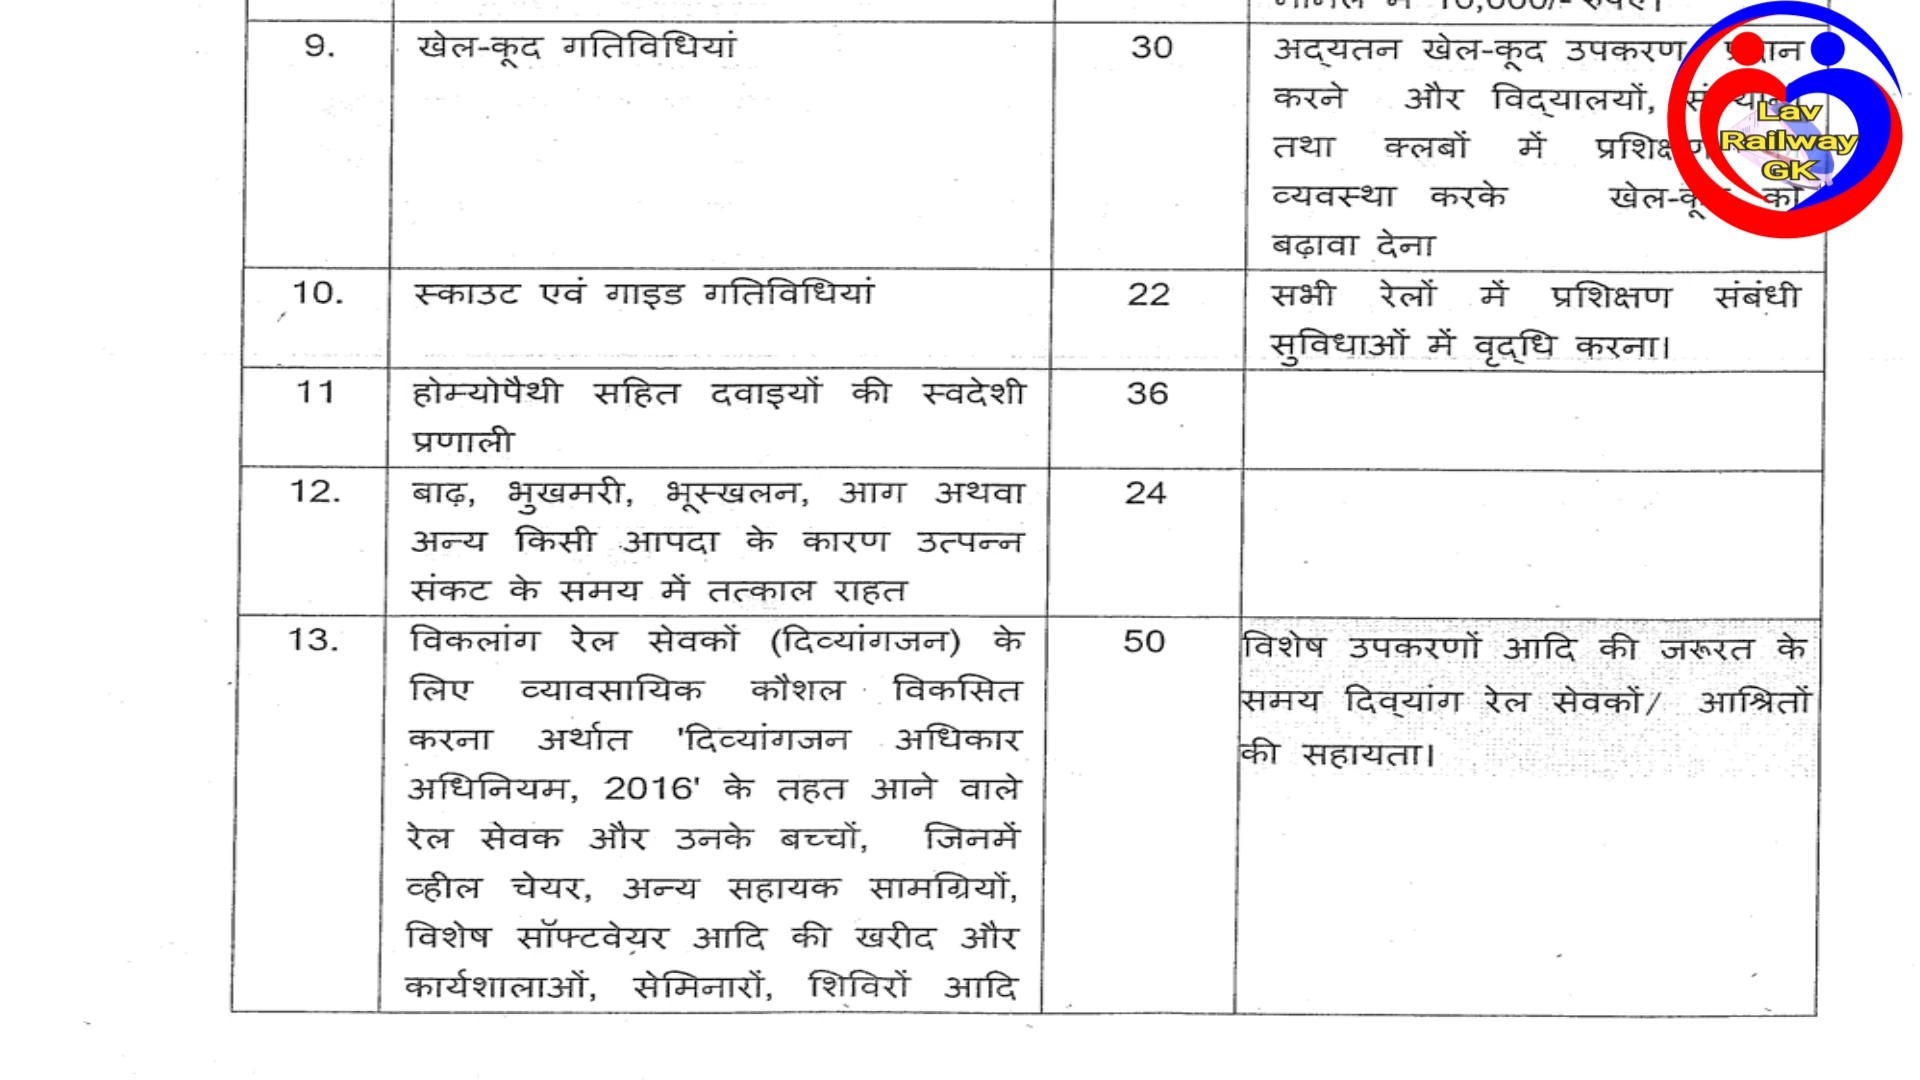 10,000/- रुपए।
9. खेल-कूद गतिविधियां 30 अद्‌यतन खेल-कूद उपकरण
करने और विद्‌यालयों,
तथा क्लबों में
व्यवस्था करके
बढ़ावा देना
10. स्काउट एवं गाइड गतिविधियां 22 सभी रेलों में प्रशिक्षण संबंधी
सुविधाओं में वृद्‌धि करना।
11 होम्योपैथी सहित दवाइयों की स्वदेशी 36
प्रणाली
12. बाढ़, भुखमरी, भूस्खलन, आग अथवा 24
अन्य किसी आपदा के कारण उत्पन्न
संकट के समय में तत्काल राहत
13. विकलांग रेल सेवकों (दिव्यांगजन) के 50 विशेष उपकरणों आदि की जरूरत के
लिए व्यावसायिक कौशल विकसित समय दिव्‌यांग रेल सेवकों/ आश्रितों
करना अर्थात 'दिव्यांगजन अधिकार की सहायता।
अधिनियम, 2016' के तहत आने वाले
रेल सेवक और उनके बच्चों, जिनमें
व्हील चेयर, अन्य सहायक सामग्रियों,
विशेष सॉफ्टवेयर आदि की खरीद और
कार्यशालाओं, सेमिनारों, शिविरों आदि
Lav
Railway
GK